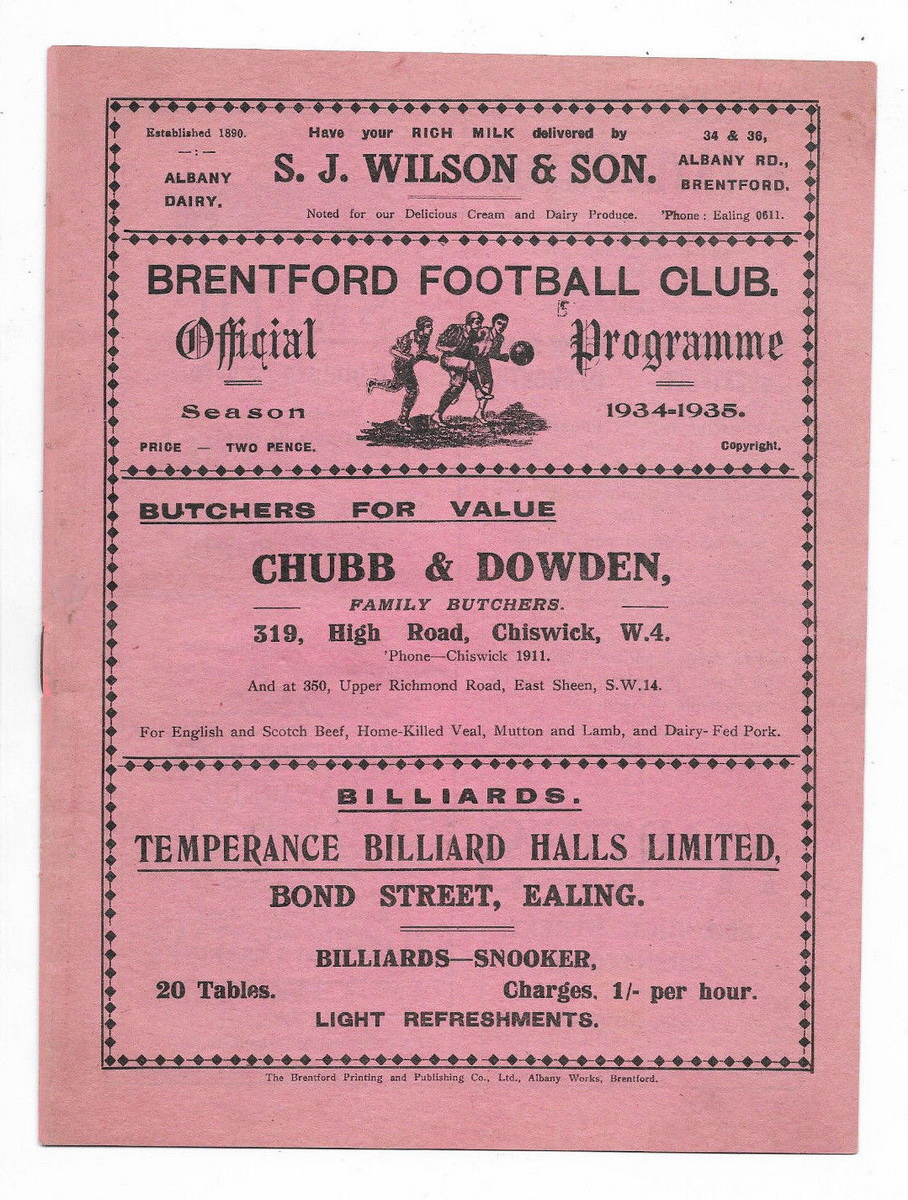 Established 1890.
—:—
ALBANY
DAIRY.
Have your RICH MILK delivered by
S. J. WILSON & SON.
34 & 36,
ALBANY RD.,
BRENTFORD.
Noted for our Delicious Cream and Dairy Produce. 'Phone : Ealing 0611.
BRENTFORD FOOTBALL CLUB.
Official Programme
Season 1934-1935.
PRICE — TWO PENCE. Copyright.
BUTCHERS FOR VALUE
CHUBB & DOWDEN,
FAMILY BUTCHERS.
319, High Road, Chiswick, W.4.
'Phone—Chiswick 1911.
And at 350, Upper Richmond Road, East Sheen, S.W.14.
For English and Scotch Beef, Home-Killed Veal, Mutton and Lamb, and Dairy-Fed Pork.
BILLIARDS.
TEMPERANCE BILLIARD HALLS LIMITED,
BOND STREET, EALING.
BILLIARDS—SNOOKER,
20 Tables. Charges. 1/- per hour.
LIGHT REFRESHMENTS.
The Brentford Printing and Publishing Co., Ltd., Albany Works, Brentford.